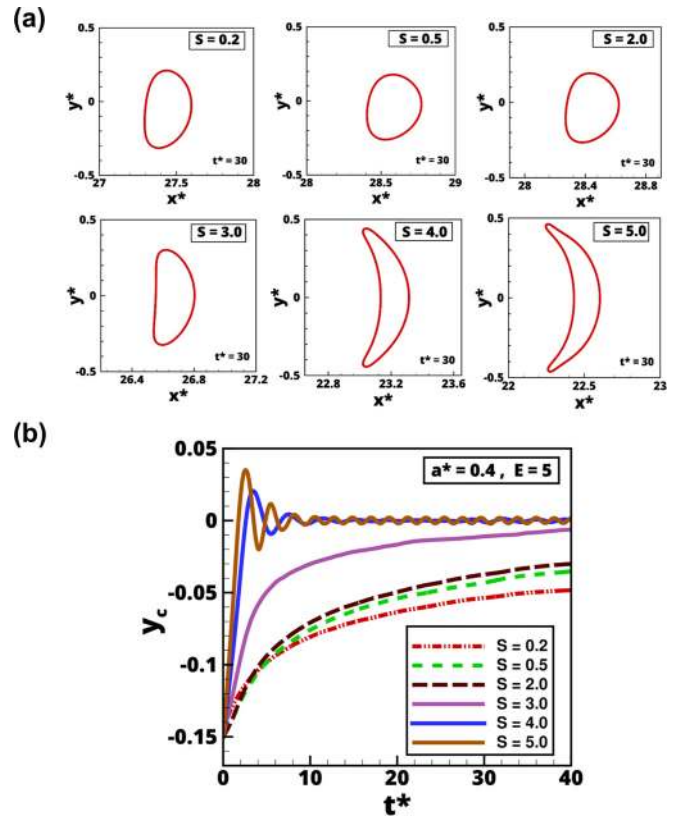 (a)
S = 0.2
S = 0.5
S = 2.0
0.5
0.5
0.5
y*
y*
y*
0
0
0
t* = 30
t* = 30
t* = 30
-0.5
-0.5
-0.5
27
27.5
28
28
28.5
29
28
28.4
28.8
x*
x*
x*
S = 3.0
S = 4.0
S = 5.0
0.5
0.5
0.5
y*
y*
y*
0
0
0
t* = 30
t* = 30
t* = 30
-0.5
-0.5
-0.5
26.4
26.8
27.2
22.8
23.2
23.6
22
22.5
23
x*
x*
x*
(b)
0.05
0
-0.05
-0.1
-0.15
y_c
a* = 0.4 , E = 5
S = 0.2
S = 0.5
S = 2.0
S = 3.0
S = 4.0
S = 5.0
0
10
20
30
40
t*